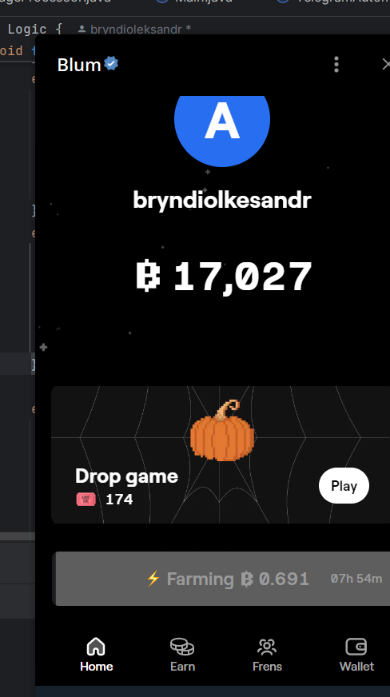 Logic {
bryndioleksandr *
Blum
A
bryndiolkesandr
17,027
Drop game
174
Play
Farming 0.691 07h 54m
Home Earn Frens Wallet